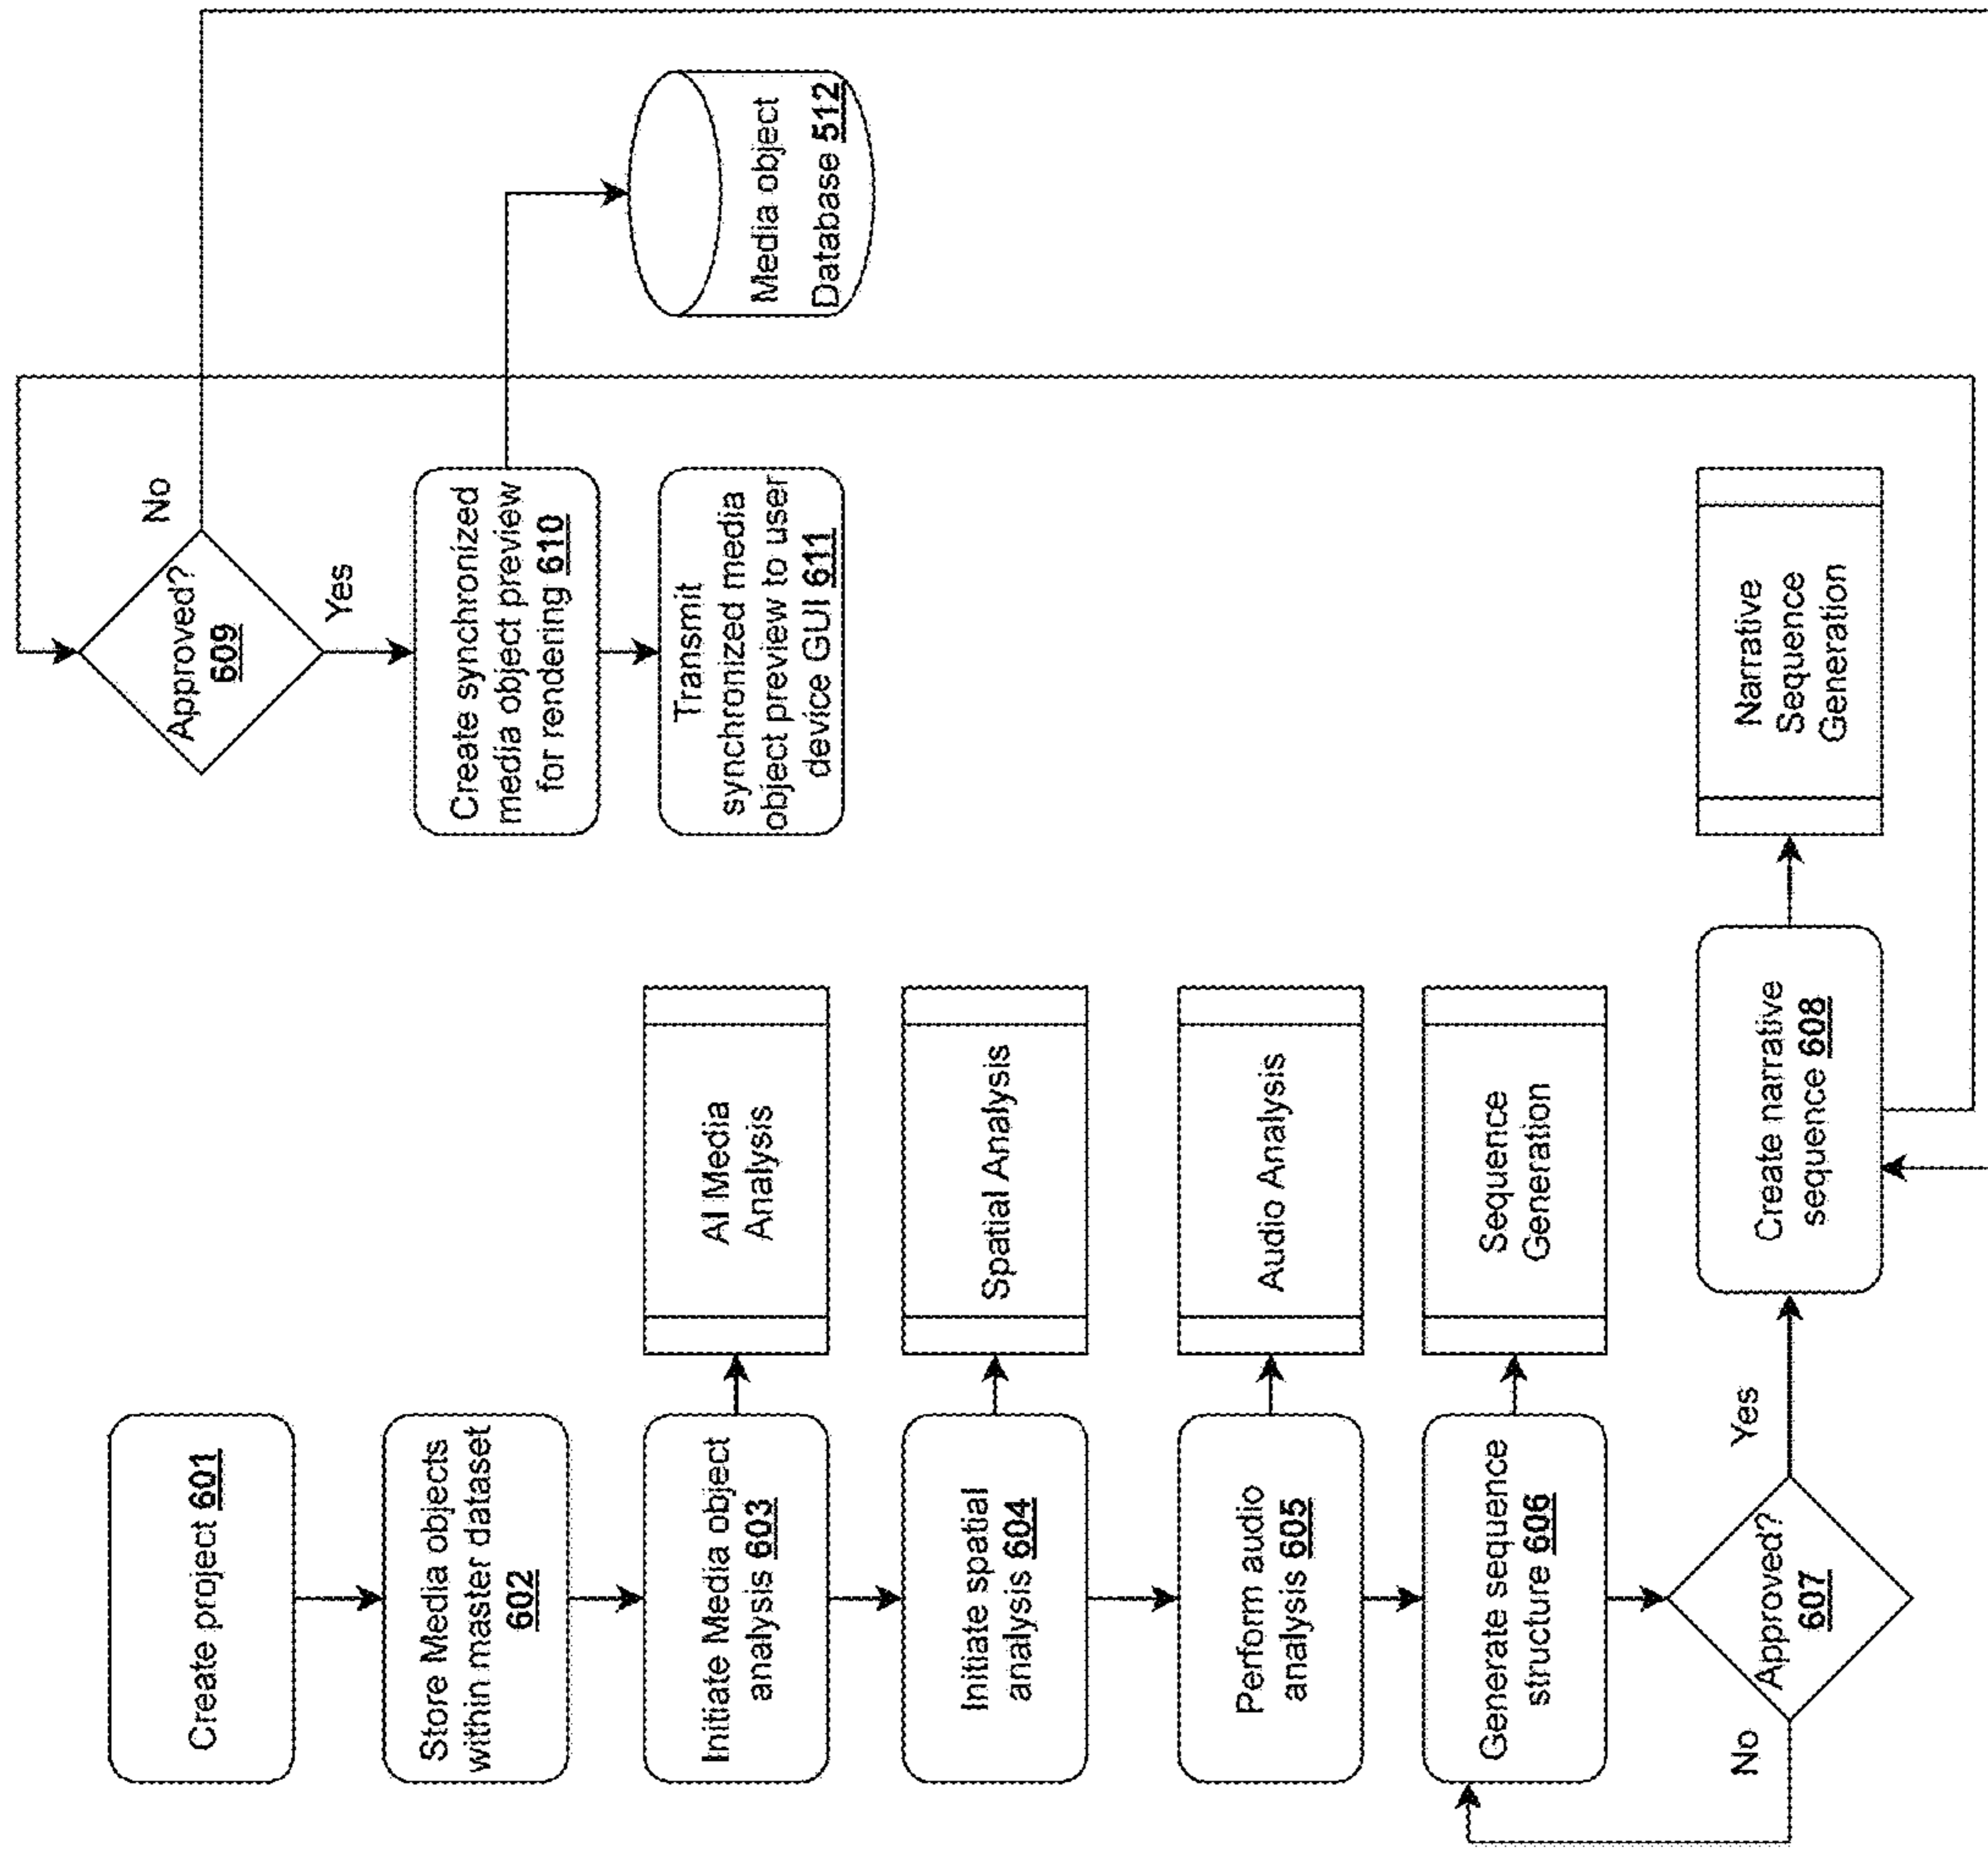 Create project 601
Store Media objects
within master dataset
602
Initiate Media object
analysis 603
AI Media
Analysis
Initiate spatial
analysis 604
Spatial Analysis
Perform audio
analysis 605
Audio Analysis
Generate sequence
structure 606
Sequence
Generation
Approved?
607
No
Yes
Create narrative
sequence 608
Narrative
Sequence
Generation
Approved?
609
No
Yes
Create synchronized
media object preview
for rendering 610
Media object
Database 512
Transmit
synchronized media
object preview to user
device GUI 611